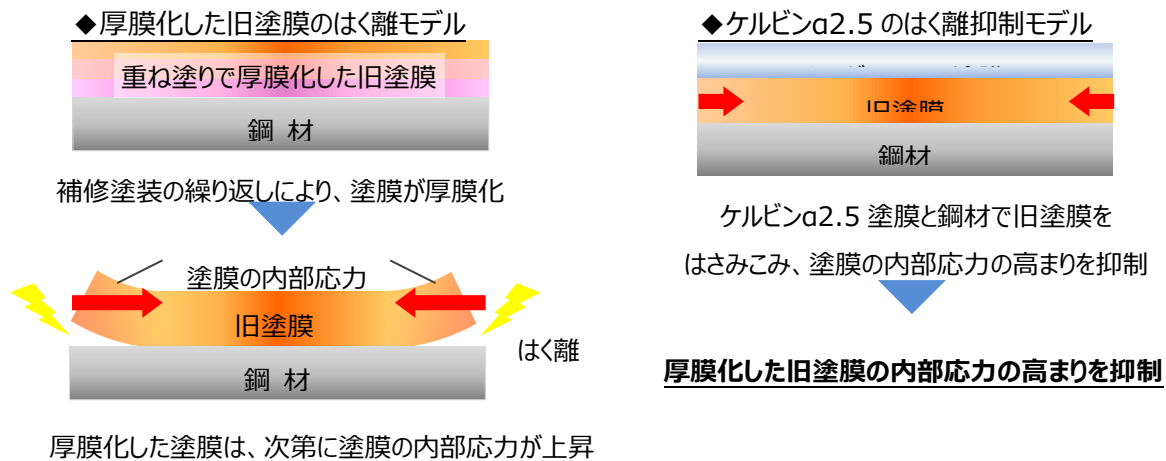 ◆厚膜化した旧塗膜のはく離モデル
重ね塗りで厚膜化した旧塗膜
鋼 材
補修塗装の繰り返しにより、塗膜が厚膜化
塗膜の内部応力
旧塗膜
はく離
鋼 材
厚膜化した塗膜は、次第に塗膜の内部応力が上昇
◆ケルビンα2.5 のはく離抑制モデル
旧塗膜
鋼材
ケルビンα2.5 塗膜と鋼材で旧塗膜を
はさみこみ、塗膜の内部応力の高まりを抑制
厚膜化した旧塗膜の内部応力の高まりを抑制